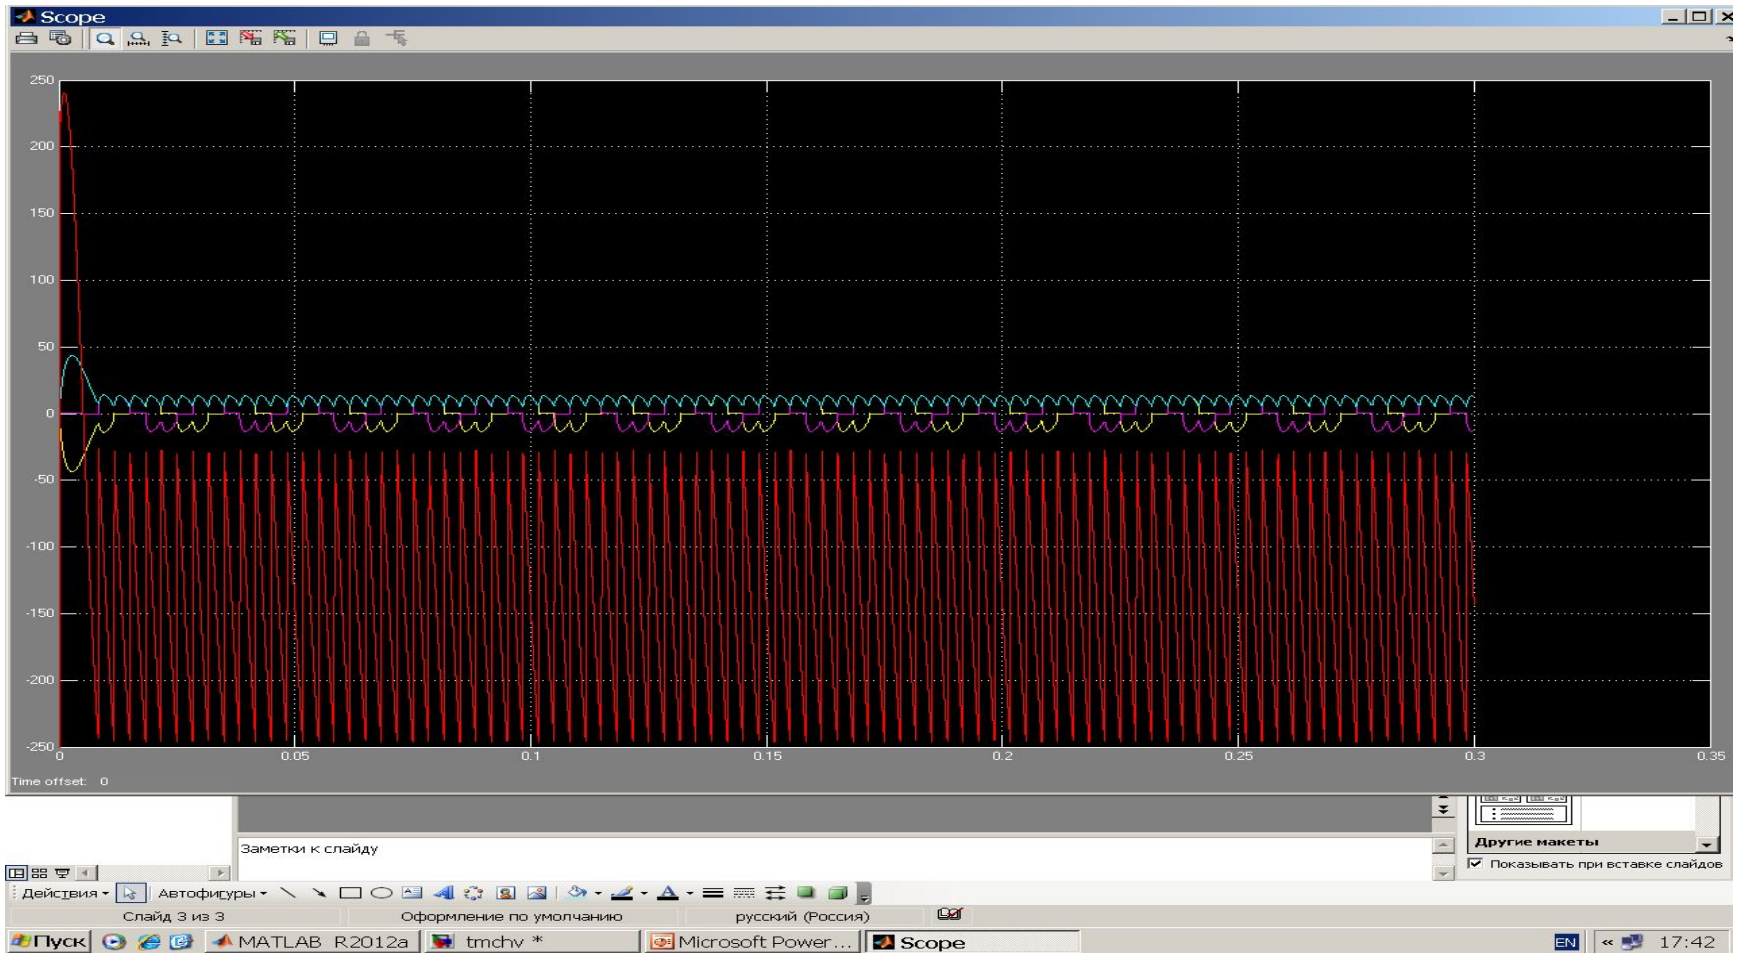 Scope
250
200
150
100
50
0
-50
-100
-150
-200
-250
0 0.05 0.1 0.15 0.2 0.25 0.3 0.35
Time offset: 0
Заметки к слайду
Другие макеты
Показывать при вставке слайдов
Действия Автофигуры
Слайд 3 из 3 Оформление по умолчанию русский (Россия)
Пуск MATLAB R2012a tmchv * Microsoft Power... Scope EN « 17:42